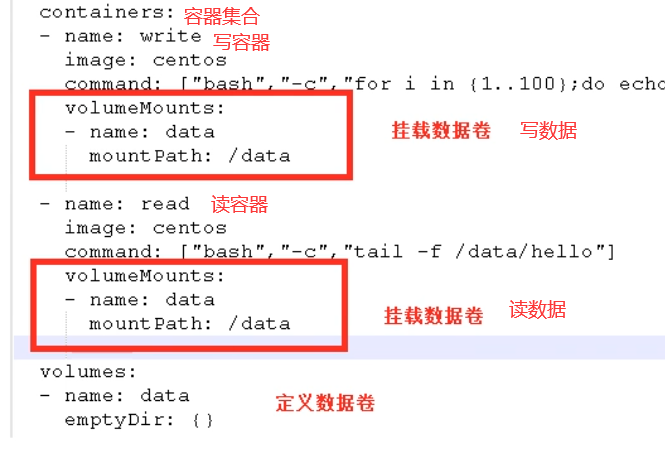 containers: 容器集合
- name: write 写容器
image: centos
command: ["bash","-c","for i in {1..100};do echo
volumeMounts:
- name: data 挂载数据卷 写数据
mountPath: /data
- name: read 读容器
image: centos
command: ["bash","-c","tail -f /data/hello"]
volumeMounts:
- name: data 挂载数据卷 读数据
mountPath: /data
volumes:
- name: data 定义数据卷
emptyDir: {}